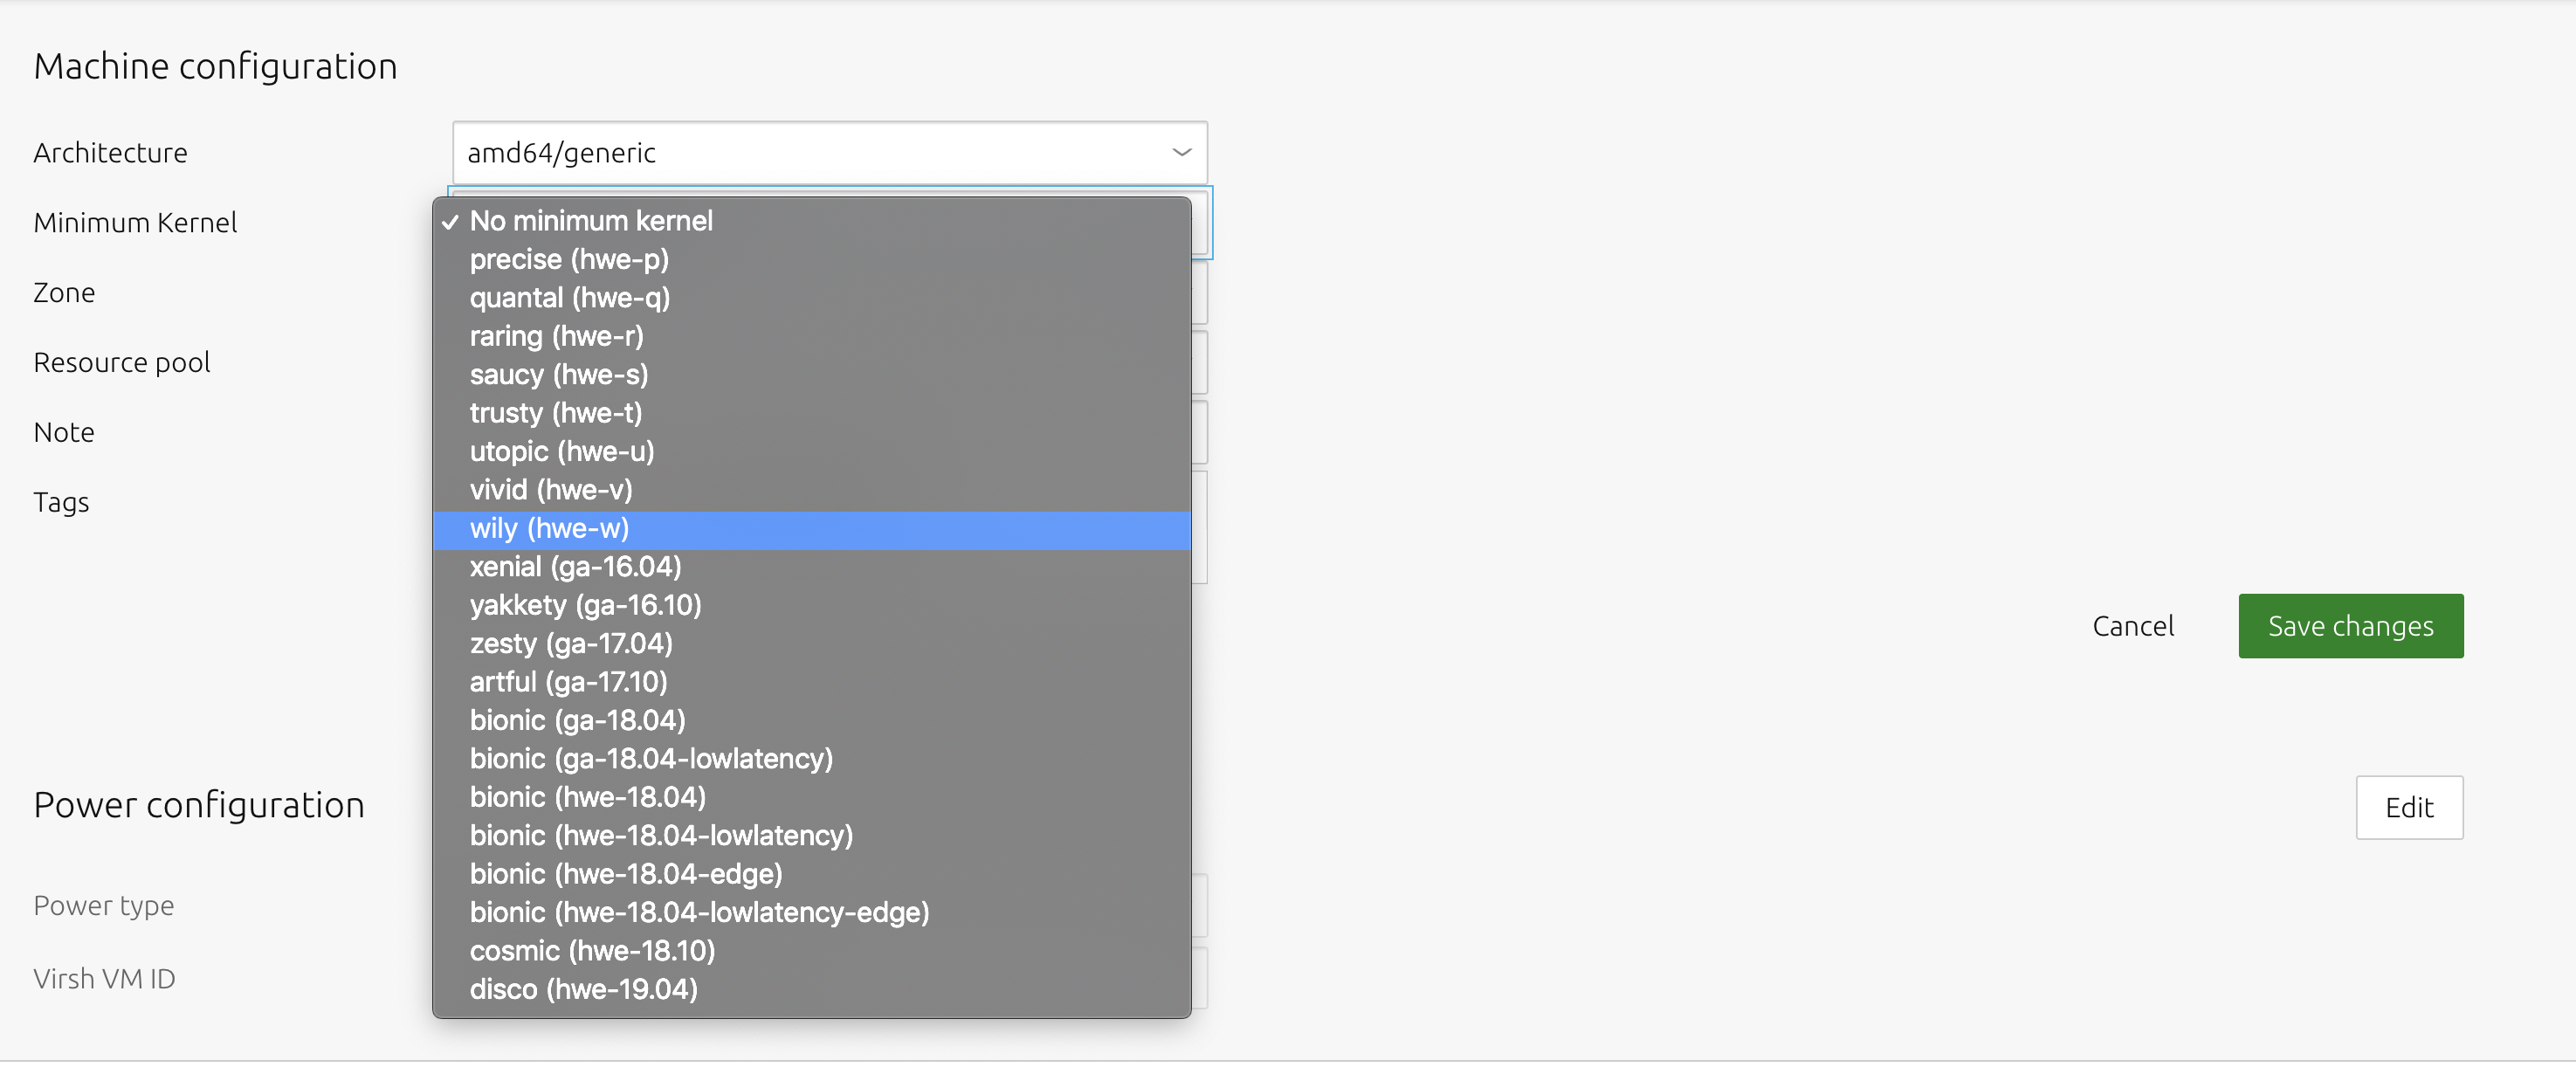 Machine configuration
Architecture
amd64/generic
Minimum Kernel
Zone
Resource pool
Note
Tags
✓ No minimum kernel
precise (hwe-p)
quantal (hwe-q)
raring (hwe-r)
saucy (hwe-s)
trusty (hwe-t)
utopic (hwe-u)
vivid (hwe-v)
wily (hwe-w)
xenial (ga-16.04)
yakkety (ga-16.10)
zesty (ga-17.04)
artful (ga-17.10)
bionic (ga-18.04)
bionic (ga-18.04-lowlatency)
bionic (hwe-18.04)
bionic (hwe-18.04-lowlatency)
bionic (hwe-18.04-edge)
bionic (hwe-18.04-lowlatency-edge)
cosmic (hwe-18.10)
disco (hwe-19.04)
Cancel
Save changes
Power configuration
Edit
Power type
Virsh VM ID